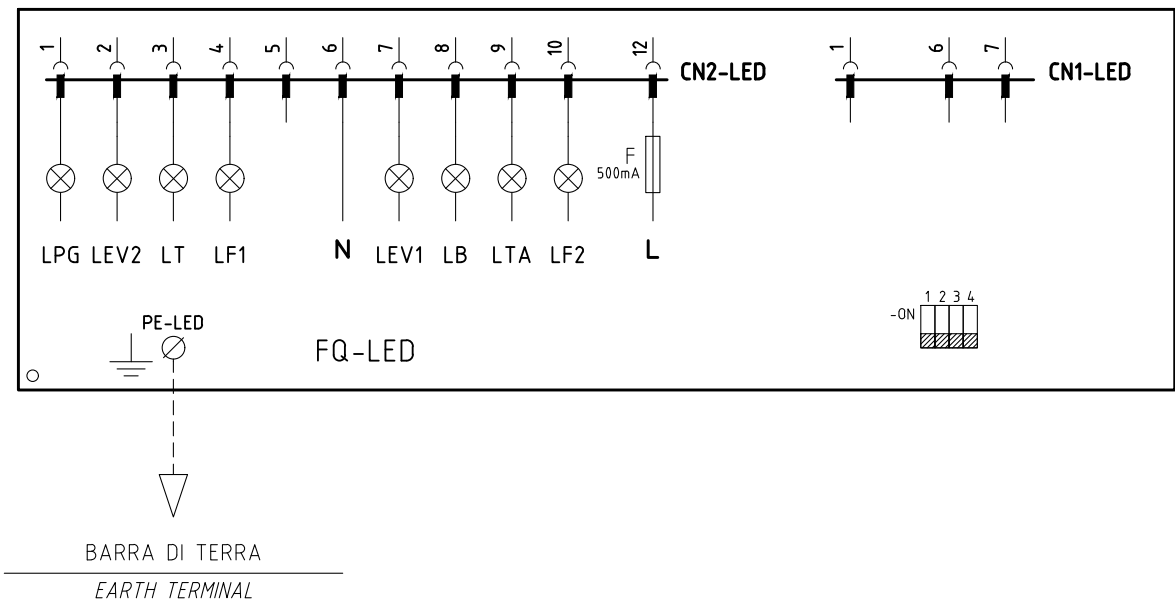 1 2 3 4 5 6 7 8 9 10 12 CN2-LED
1 6 7 CN1-LED
F
500mA
LPG LEV2 LT LF1 N LEV1 LB LTA LF2 L
1 2 3 4
-ON
PE-LED
FQ-LED
BARRA DI TERRA
EARTH TERMINAL